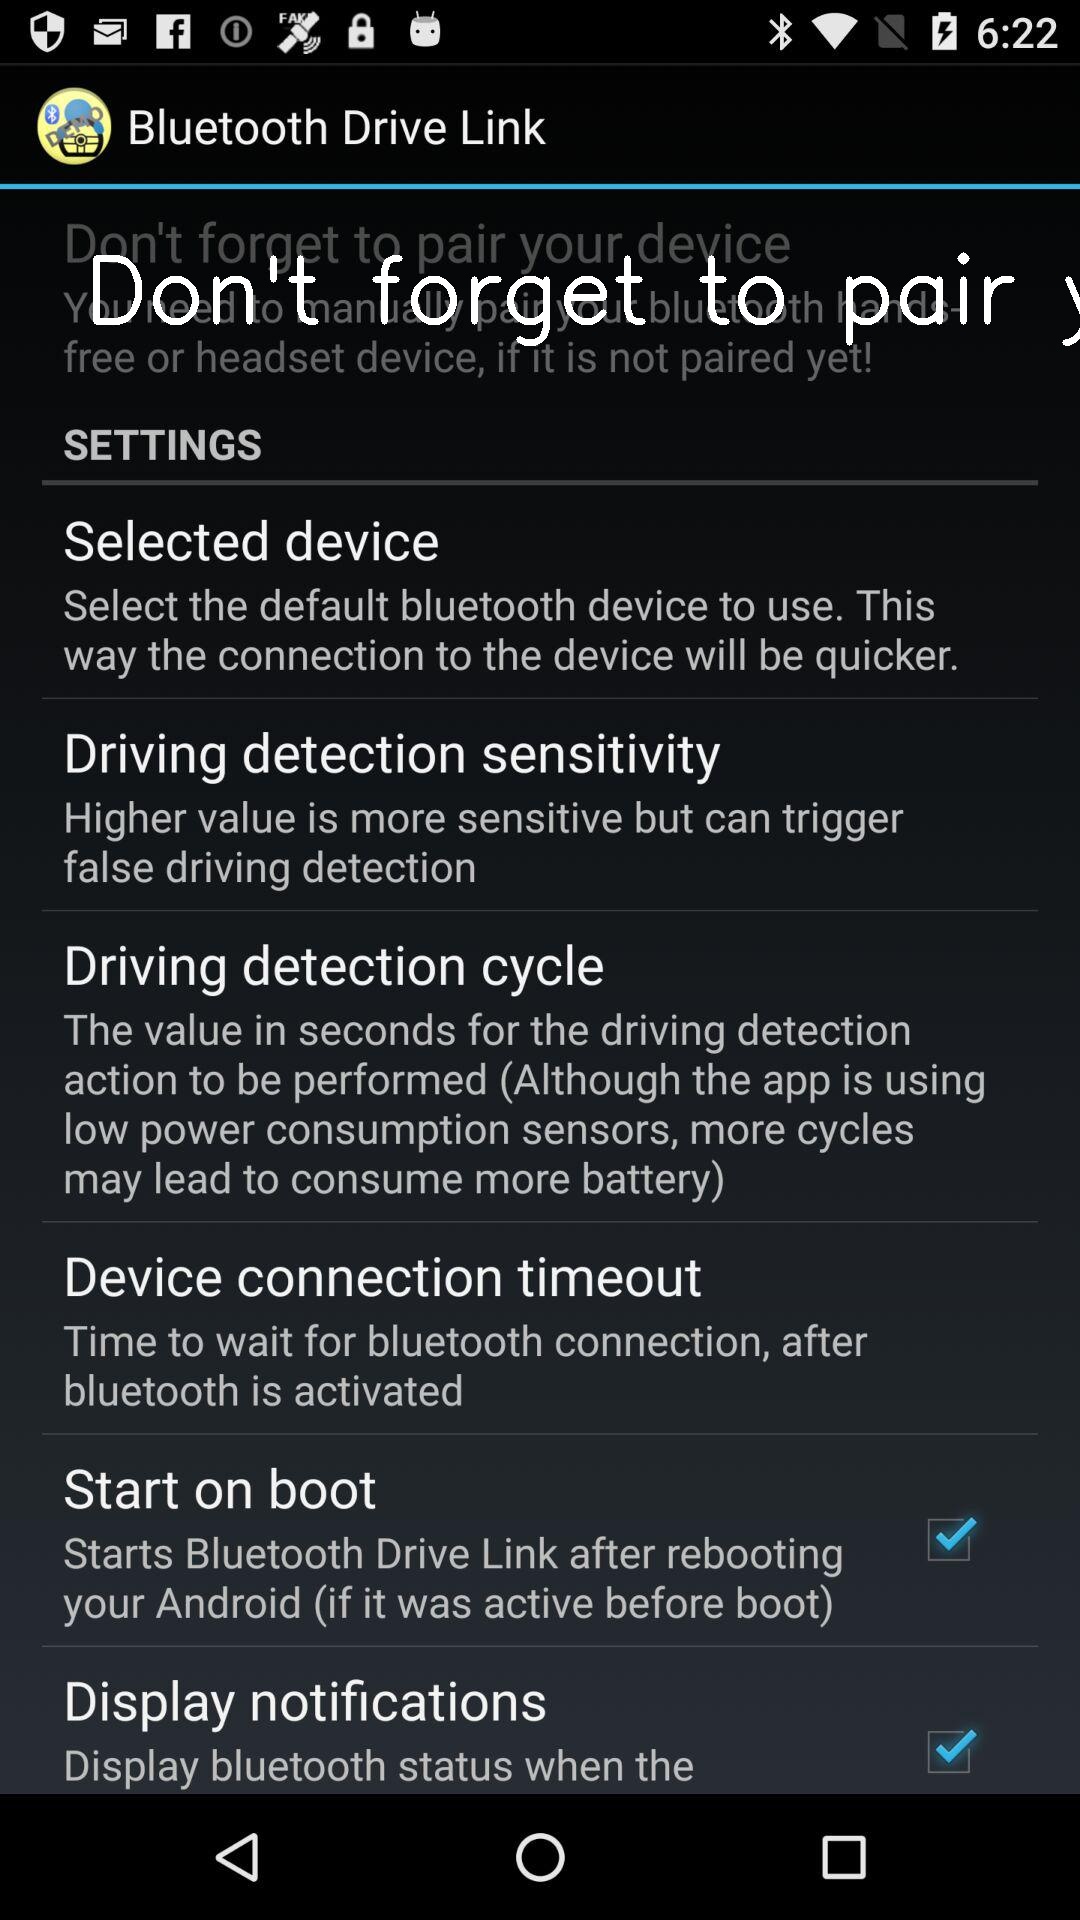 FAKE
6:22
Bluetooth Drive Link
Don't forget to pair your device
Don't forget to pair y
You need to manually pair your bluetooth hands-
free or headset device, if it is not paired yet!
SETTINGS
Selected device
Select the default bluetooth device to use. This
way the connection to the device will be quicker.
Driving detection sensitivity
Higher value is more sensitive but can trigger
false driving detection
Driving detection cycle
The value in seconds for the driving detection
action to be performed (Although the app is using
low power consumption sensors, more cycles
may lead to consume more battery)
Device connection timeout
Time to wait for bluetooth connection, after
bluetooth is activated
Start on boot
Starts Bluetooth Drive Link after rebooting
your Android (if it was active before boot)
Display notifications
Display bluetooth status when the